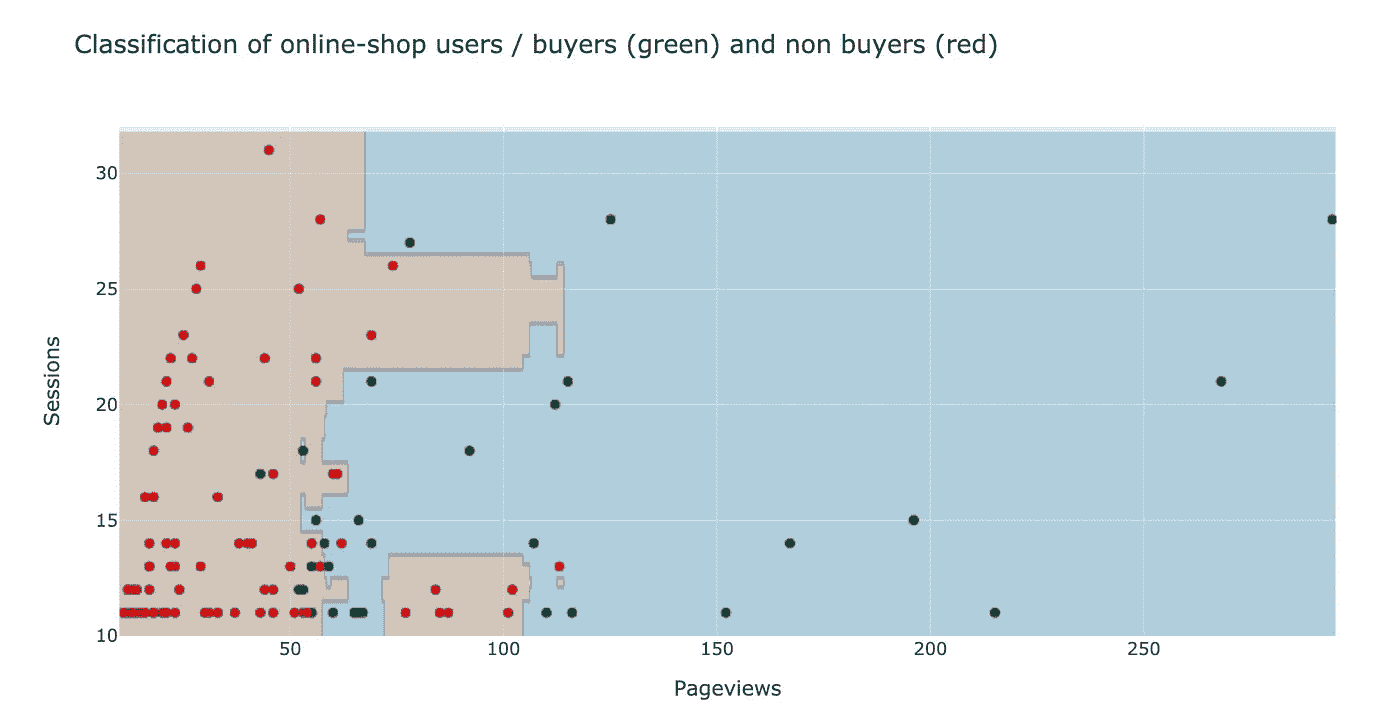 Classification of online-shop users / buyers (green) and non buyers (red)
30
25
20
15
10
Sessions
50 100 150 200 250
Pageviews